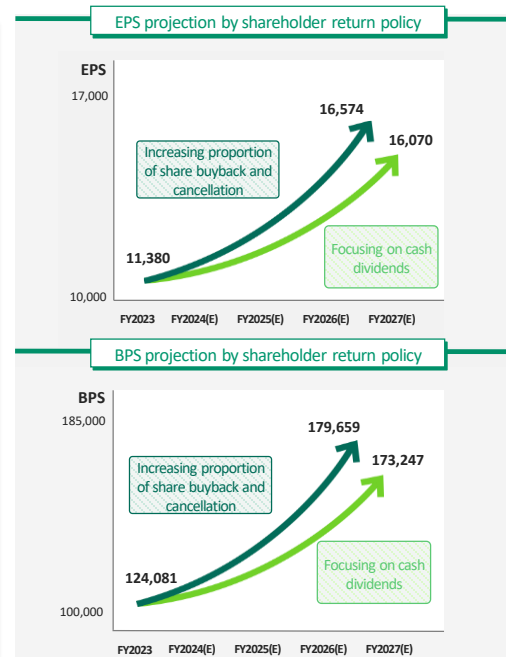 EPS projection by shareholder return policy
EPS
17,000
16,574
16,070
Increasing proportion
of share buyback and
cancellation
Focusing on cash
dividends
11,380
10,000
FY2023 FY2024(E) FY2025(E) FY2026(E) FY2027(E)
BPS projection by shareholder return policy
BPS
185,000
179,659
173,247
Increasing proportion
of share buyback and
cancellation
Focusing on cash
dividends
124,081
100,000
FY2023 FY2024(E) FY2025(E) FY2026(E) FY2027(E)